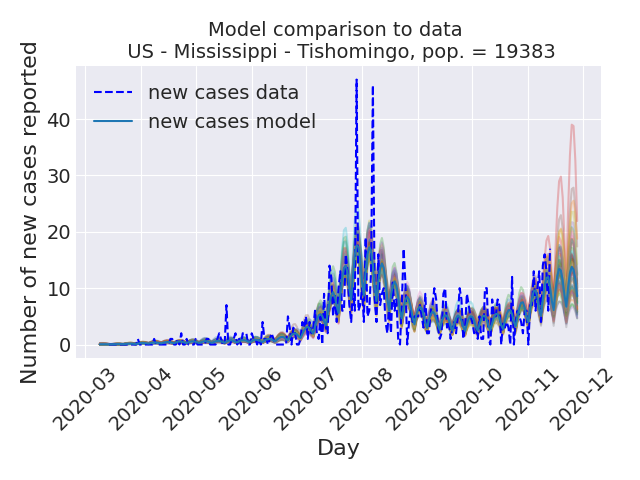 Model comparison to data
US - Mississippi - Tishomingo, pop. = 19383
Number of new cases reported
new cases data
new cases model
40
30
20
10
0
2020-03
2020-04
2020-05
2020-06
2020-07
2020-08
2020-09
2020-10
2020-11
2020-12
Day